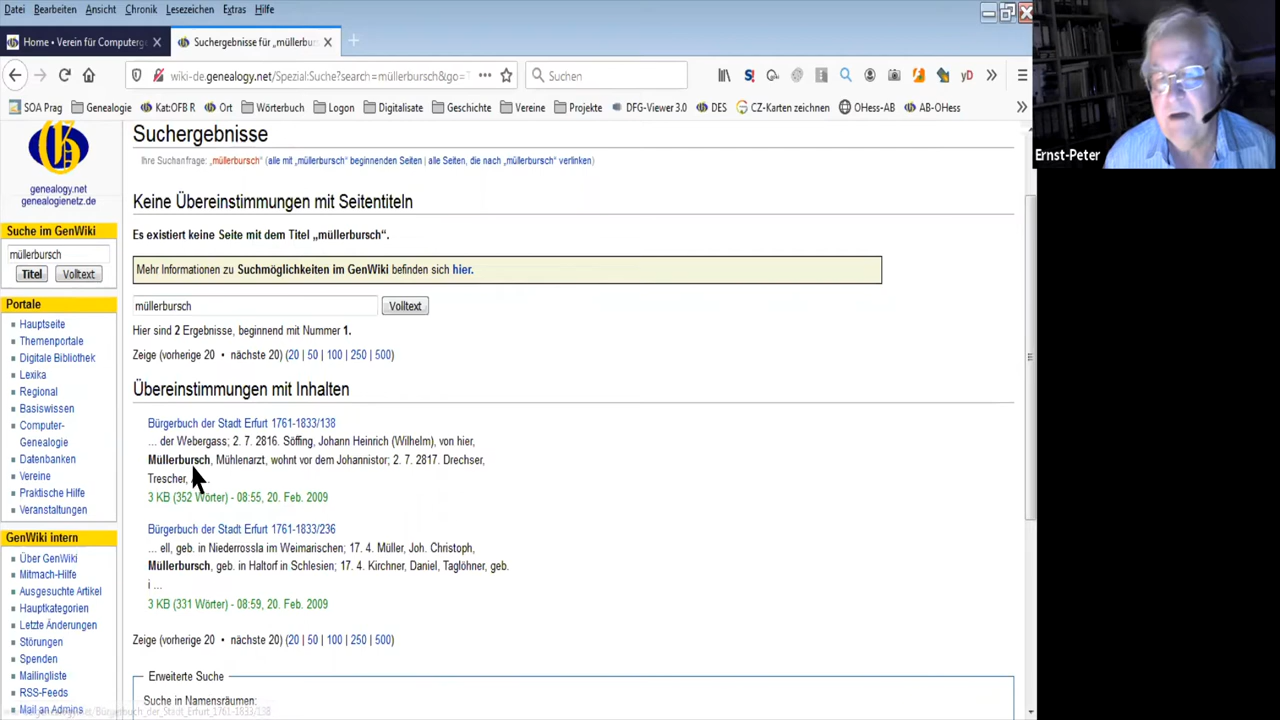 Datei Bearbeiten Ansicht Chronik Lesezeichen Extras Hilfe
Home • Verein für Computerge
Suchergebnisse für „müllerburs
wiki-de.genealogy.net/Spezial:Suche?search=müllerbursch&go=
Suchen
SOA Prag Genealogie Kat:OFB R Ort Wörterbuch Logon Digitalisate Geschichte Vereine Projekte DFG-Viewer 3.0 DES CZ-Karten zeichnen OHess-AB AB-OHess
Ernst-Peter
genealogy.net
genealogienetz.de
Suche im GenWiki
müllerbursch
Titel Volltext
Portale
Hauptseite
Themenportale
Digitale Bibliothek
Lexika
Regional
Basiswissen
Computer-
Genealogie
Datenbanken
Vereine
Praktische Hilfe
Veranstaltungen
GenWiki intern
Über GenWiki
Mitmach-Hilfe
Ausgesuchte Artikel
Hauptkategorien
Letzte Änderungen
Störungen
Spenden
Mailingliste
RSS-Feeds
Mail an Admins
Suchergebnisse
Ihre Suchanfrage: „müllerbursch“ (alle mit „müllerbursch“ beginnenden Seiten | alle Seiten, die nach „müllerbursch“ verlinken)
Keine Übereinstimmungen mit Seitentiteln
Es existiert keine Seite mit dem Titel „müllerbursch“.
Mehr Informationen zu Suchmöglichkeiten im GenWiki befinden sich hier.
müllerbursch Volltext
Hier sind 2 Ergebnisse, beginnend mit Nummer 1.
Zeige (vorherige 20 • nächste 20) (20 | 50 | 100 | 250 | 500)
Übereinstimmungen mit Inhalten
Bürgerbuch der Stadt Erfurt 1761-1833/138
... der Webergass; 2. 7. 2816. Söffing, Johann Heinrich (Wilhelm), von hier,
Müllerbursch, Mühlenarzt, wohnt vor dem Johannistor; 2. 7. 2817. Drechser,
Trescher,
3 KB (352 Wörter) - 08:55, 20. Feb. 2009
Bürgerbuch der Stadt Erfurt 1761-1833/236
... ell, geb. in Niederrossla im Weimarischen; 17. 4. Müller, Joh. Christoph,
Müllerbursch, geb. in Haltorf in Schlesien; 17. 4. Kirchner, Daniel, Taglöhner, geb.
i ...
3 KB (331 Wörter) - 08:59, 20. Feb. 2009
Zeige (vorherige 20 • nächste 20) (20 | 50 | 100 | 250 | 500)
Erweiterte Suche
Suche in Namensräumen: